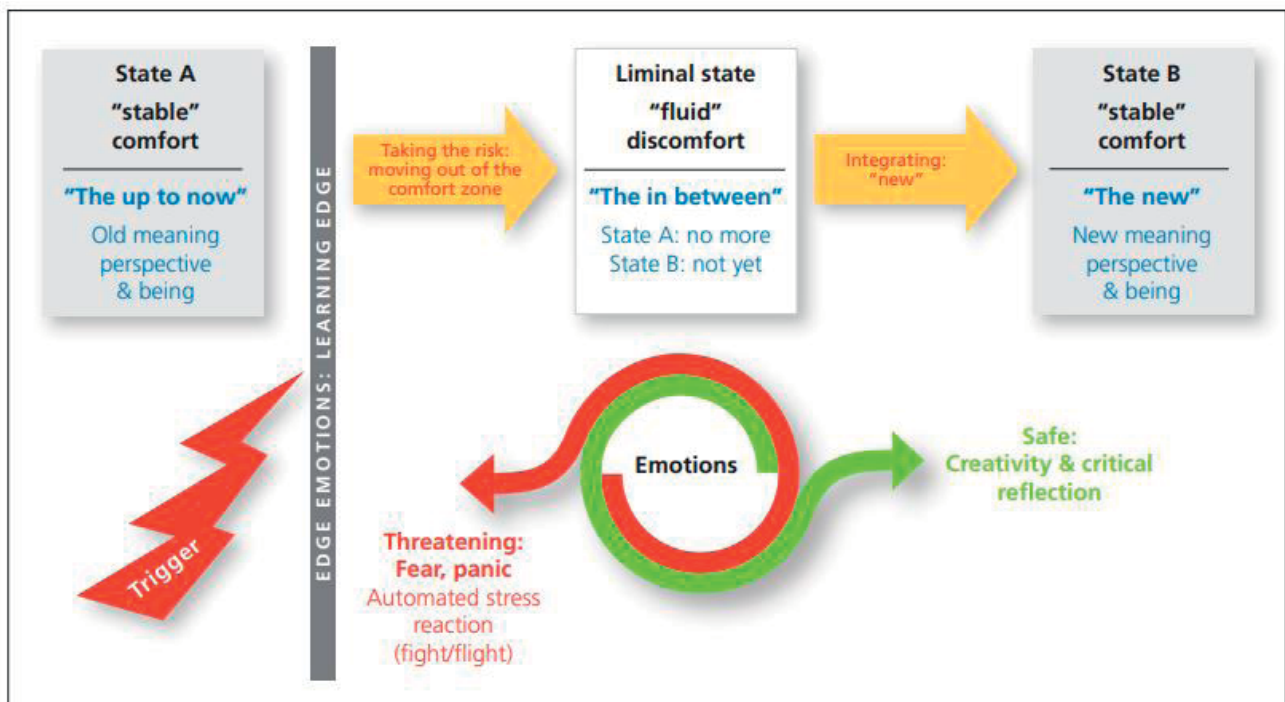 State A
“stable”
comfort
“The up to now”
Old meaning
perspective
& being
Trigger
EDGE EMOTIONS: LEARNING EDGE
Taking the risk:
moving out of the
comfort zone
Liminal state
“fluid”
discomfort
“The in between”
State A: no more
State B: not yet
Integrating:
“new”
State B
“stable”
comfort
“The new”
New meaning
perspective
& being
Emotions
Threatening:
Fear, panic
Automated stress
reaction
(fight/flight)
Safe:
Creativity & critical
reflection